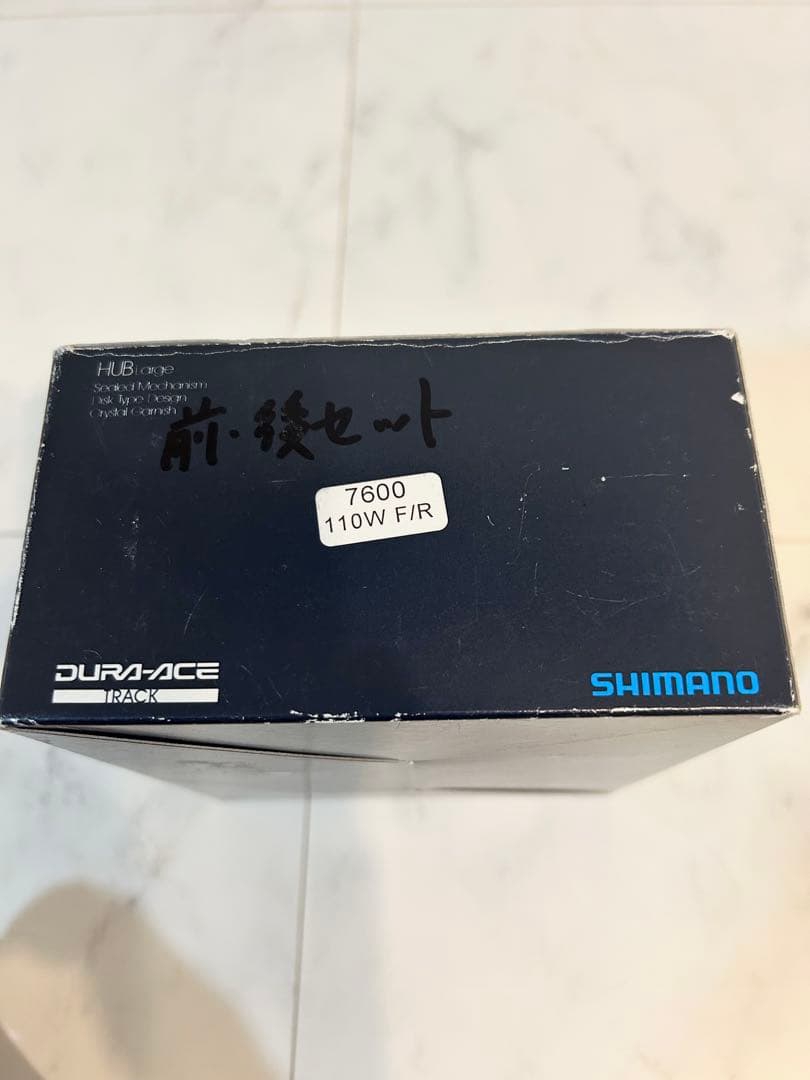 HUB Large
Sealed Mechanism
Disk Type Design
Crystal Garnish
前・後セット
7600
110W F/R
DURA-ACE
TRACK
SHIMANO